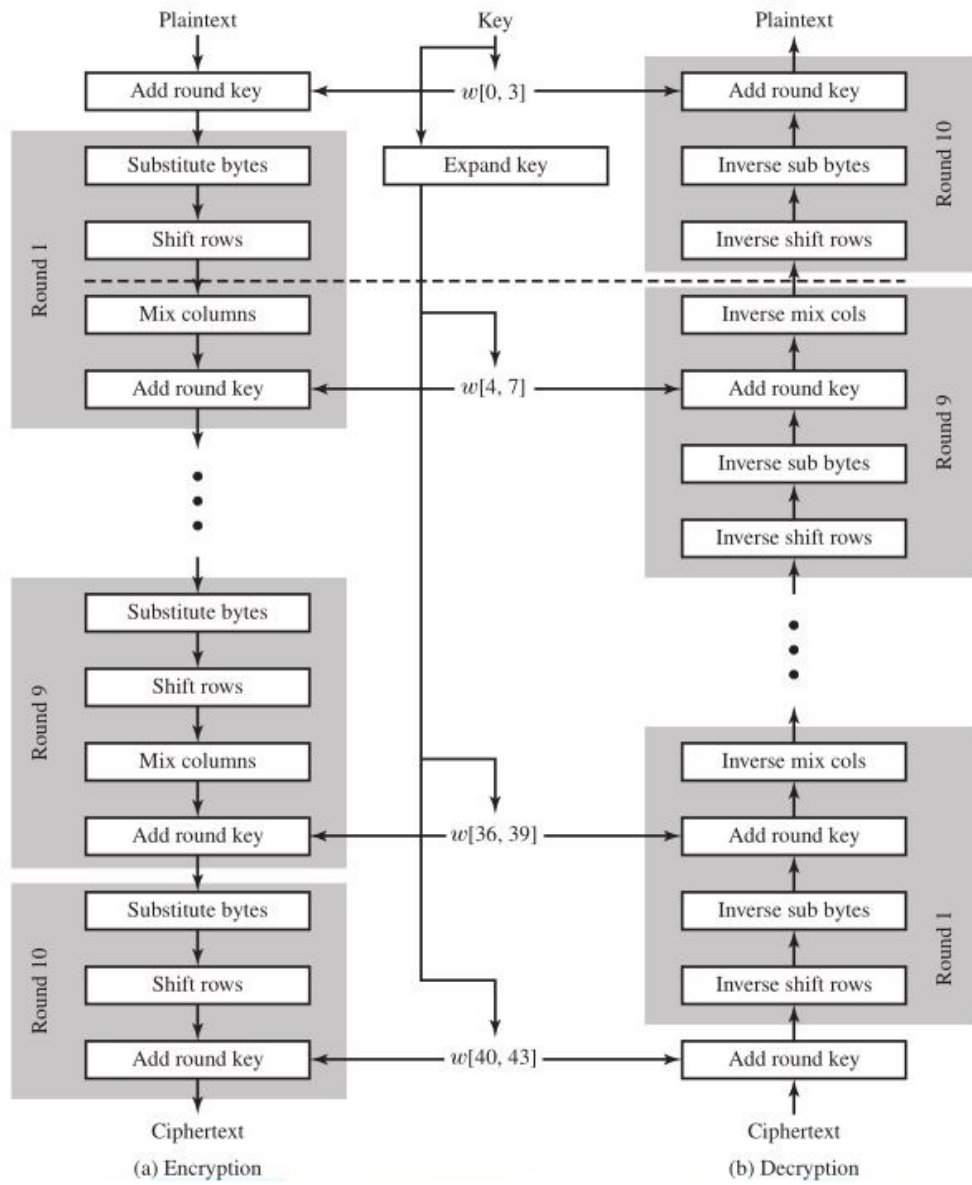 Plaintext
Add round key
Round 1
Substitute bytes
Shift rows
Mix columns
Add round key
Round 9
Substitute bytes
Shift rows
Mix columns
Add round key
Round 10
Substitute bytes
Shift rows
Add round key
Ciphertext
(a) Encryption
Key
w[0, 3]
Expand key
w[4, 7]
w[36, 39]
w[40, 43]
Plaintext
Add round key
Inverse sub bytes
Inverse shift rows
Round 10
Inverse mix cols
Add round key
Inverse sub bytes
Inverse shift rows
Round 9
Inverse mix cols
Add round key
Inverse sub bytes
Inverse shift rows
Round 1
Add round key
Ciphertext
(b) Decryption